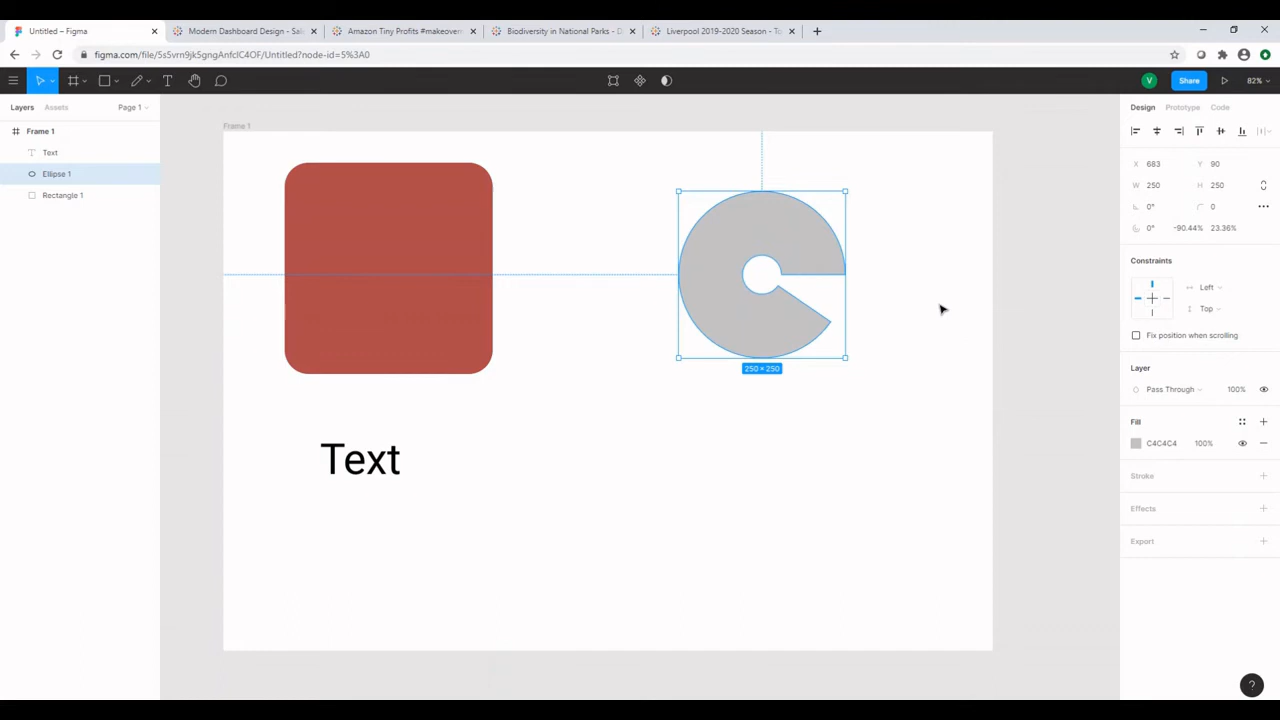 Untitled – Figma
Modern Dashboard Design - Sale
Amazon Tiny Profits #makeover
Biodiversity in National Parks - D
Liverpool 2019-2020 Season - To
figma.com/file/5s5vrn9jk5gngAnfclC4OF/Untitled?node-id=5%3A0
V
Share
82%
Layers
Assets
Page 1
Frame 1
Text
Ellipse 1
Rectangle 1
Frame 1
250 × 250
Text
Design
Prototype
Code
X 683
Y 90
W 250
H 250
0°
0
0°
-90.44%
23.36%
Constraints
Left
Top
Fix position when scrolling
Layer
Pass Through
100%
Fill
C4C4C4
100%
Stroke
Effects
Export
?